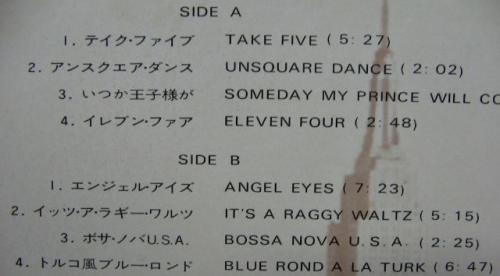 SIDE A
1. テイク・ファイブ TAKE FIVE ( 5: 27)
2. アンスクエア・ダンス UNSQUARE DANCE ( 2: 02)
3. いつか王子様が SOMEDAY MY PRINCE WILL CO
4. イレブン・ファア ELEVEN FOUR ( 2: 48)
SIDE B
1. エンジェル・アイズ ANGEL EYES ( 7: 23)
2. イッツ・ア・ラギー・ワルツ IT'S A RAGGY WALTZ ( 5: 15)
3. ボサ・ノバU.S.A. BOSSA NOVA U.S.A. ( 2: 25)
4. トルコ風ブルー・ロンド BLUE ROND A LA TURK ( 6: 47)